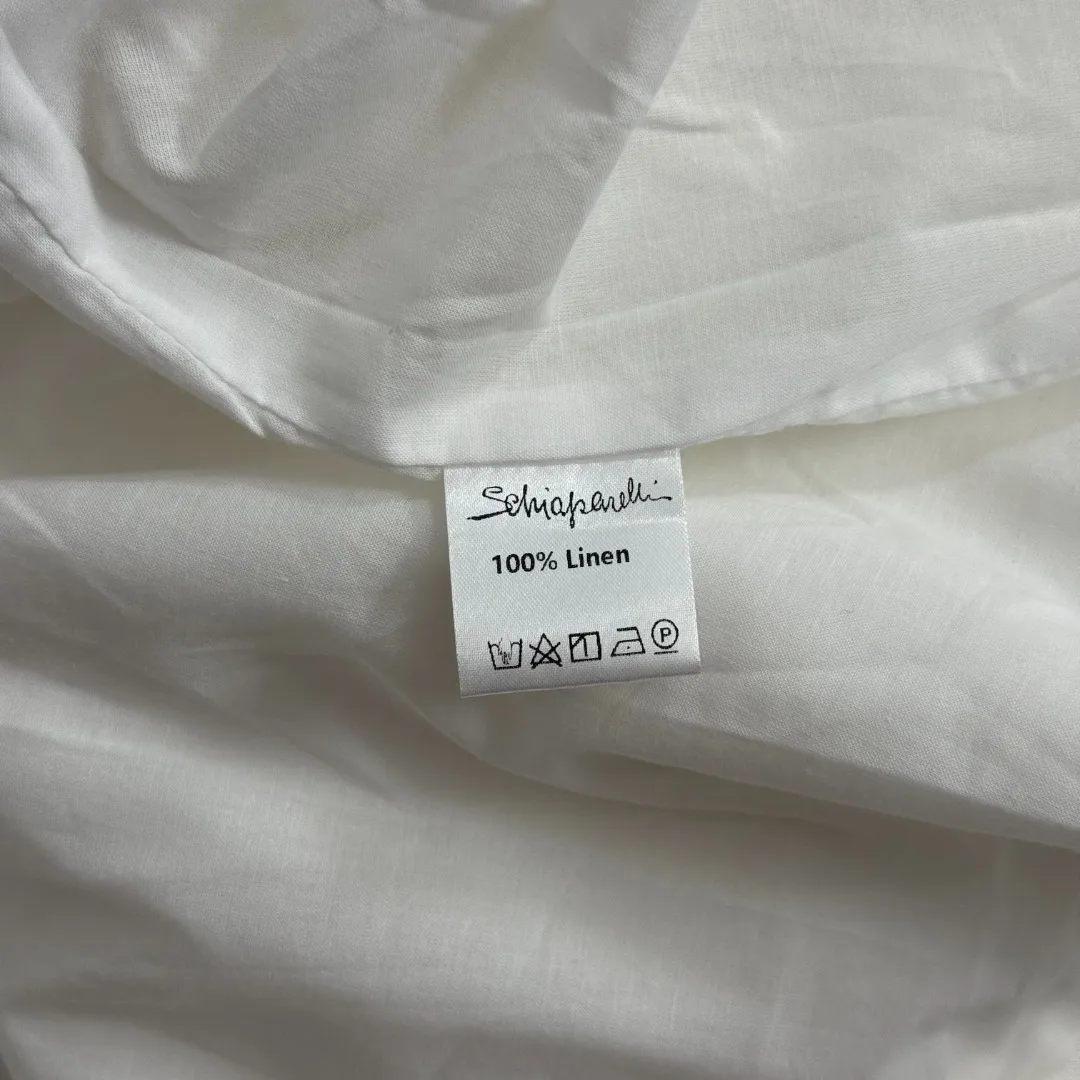 Schiaparelli
100% Linen
P